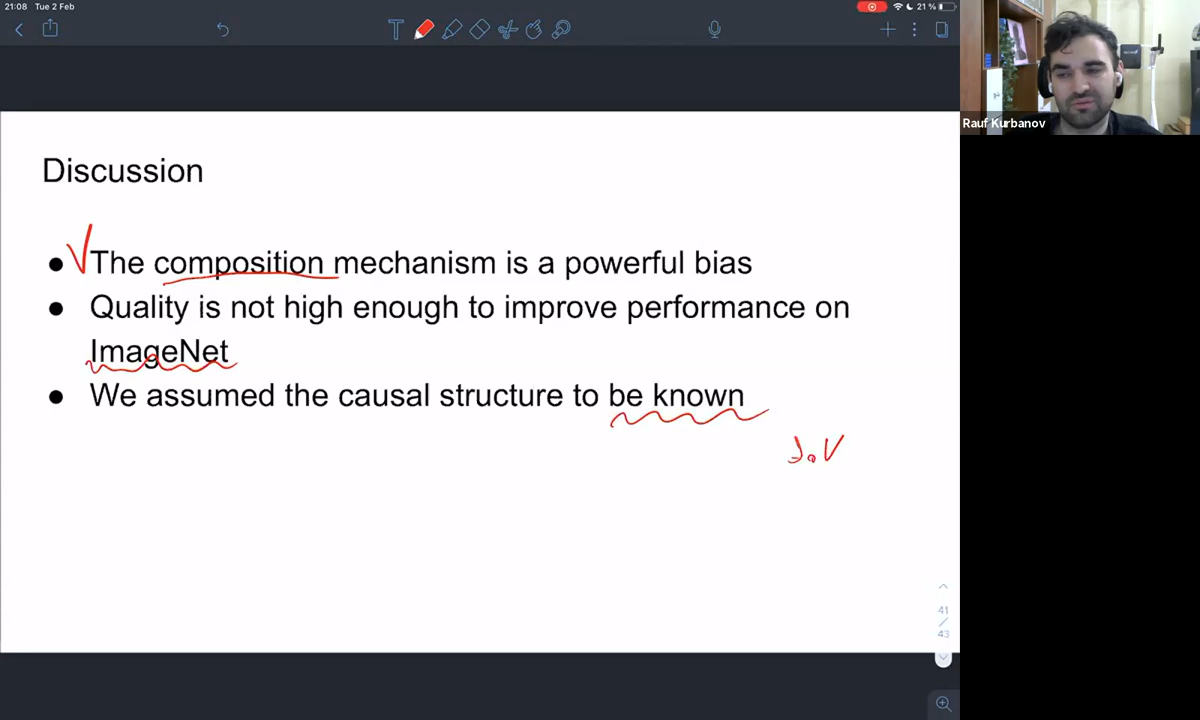 21:08 Tue 2 Feb
21 %
T
Rauf Kurbanov
Discussion
● The composition mechanism is a powerful bias
● Quality is not high enough to improve performance on
ImageNet
● We assumed the causal structure to be known
41
/
43